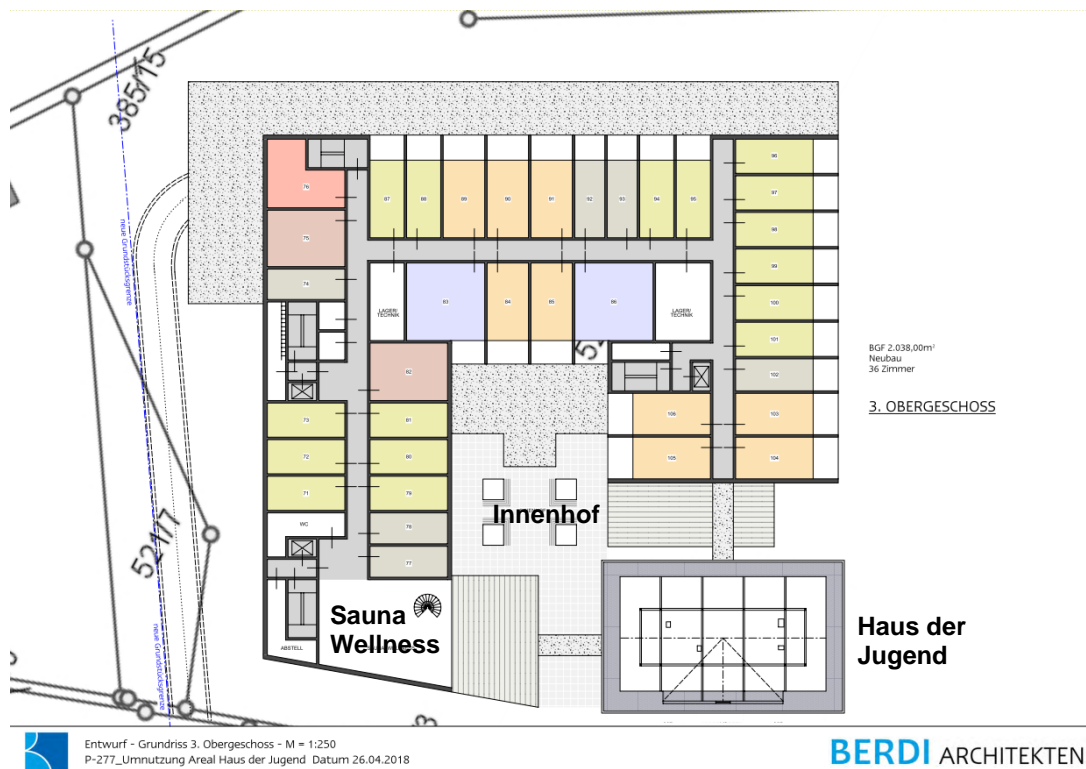 385/15
neue Grundstücksgrenze
76
87
88
89
90
91
92
93
94
95
96
75
97
98
74
99
LAGER/
TECHNIK
83
84
85
86
LAGER/
TECHNIK
100
101
82
102
BGF 2.038,00m²
Neubau
36 Zimmer
3. OBERGESCHOSS
73
81
106
103
72
80
105
104
71
79
Innenhof
WC
78
77
521/7
neue Grundstücksgrenze
Sauna
Wellness
ABSTELL.
Haus der
Jugend
Entwurf - Grundriss 3. Obergeschoss - M = 1:250
P-277_Umnutzung Areal Haus der Jugend Datum 26.04.2018
BERDI ARCHITEKTEN